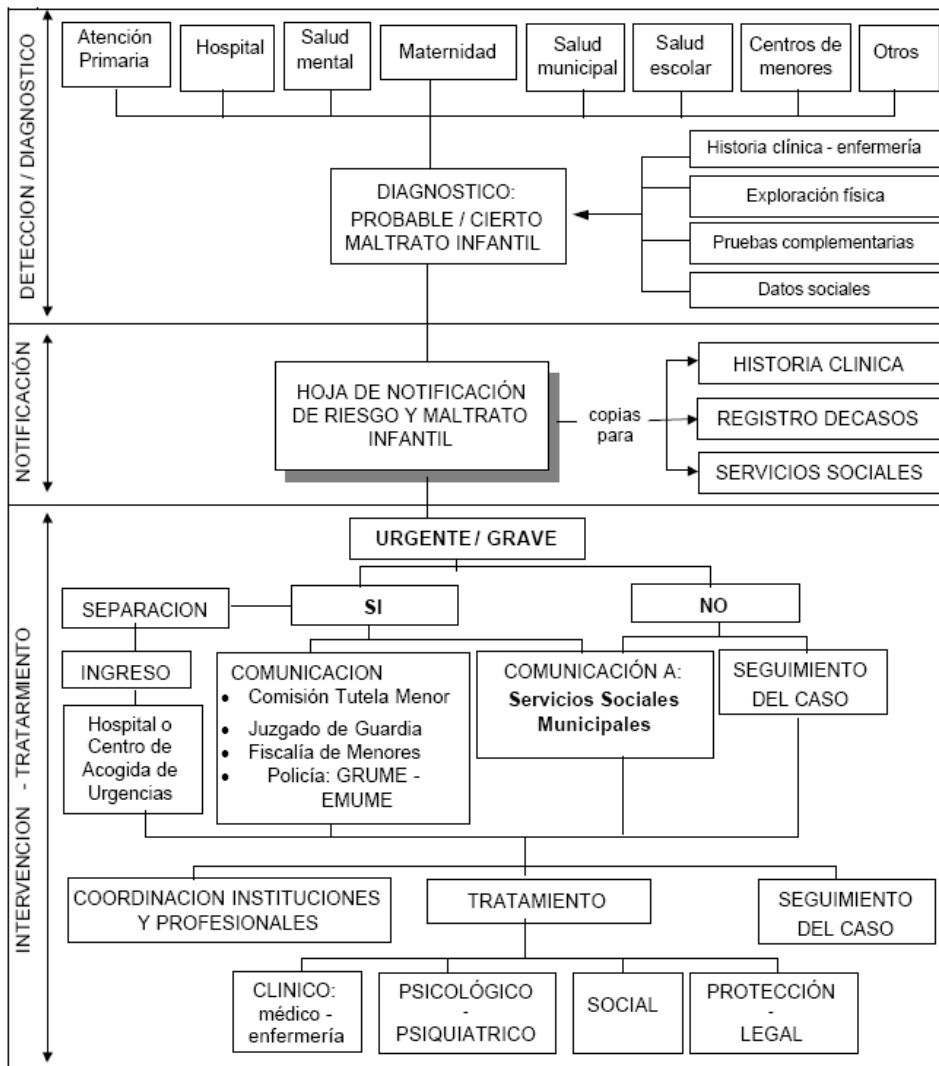 DETECCION / DIAGNOSTICO
Atención
Primaria
Hospital
Salud
mental
Maternidad
Salud
municipal
Salud
escolar
Centros de
menores
Otros
DIAGNOSTICO:
PROBABLE / CIERTO
MALTRATO INFANTIL
Historia clínica - enfermería
Exploración física
Pruebas complementarias
Datos sociales
NOTIFICACIÓN
HOJA DE NOTIFICACIÓN
DE RIESGO Y MALTRATO
INFANTIL
copias
para
HISTORIA CLINICA
REGISTRO DECASOS
SERVICIOS SOCIALES
INTERVENCION - TRATARMIENTO
URGENTE / GRAVE
SEPARACION
SI
NO
INGRESO
Hospital o
Centro de
Acogida de
Urgencias
COMUNICACION
• Comisión Tutela Menor
• Juzgado de Guardia
• Fiscalía de Menores
• Policía: GRUME -
EMUME
COMUNICACIÓN A:
Servicios Sociales
Municipales
SEGUIMIENTO
DEL CASO
COORDINACION INSTITUCIONES
Y PROFESIONALES
TRATAMIENTO
SEGUIMIENTO
DEL CASO
CLINICO:
médico -
enfermería
PSICOLÓGICO
-
PSIQUIATRICO
SOCIAL
PROTECCIÓN
-
LEGAL